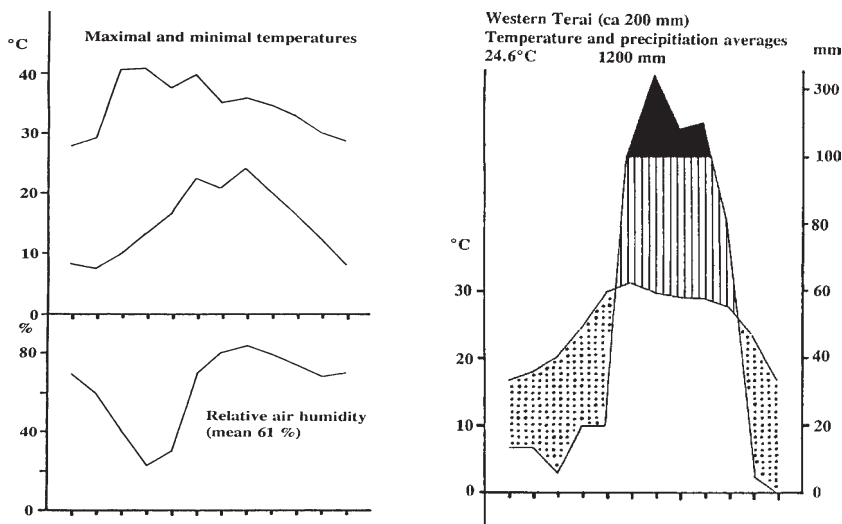 Maximal and minimal temperatures
°C
40
30
20
10
0
%
80
40
0
Relative air humidity
(mean 61 %)
Western Terai (ca 200 mm)
Temperature and precipitiation averages
24.6°C 1200 mm
mm
300
100
80
60
40
20
0
°C
30
20
10
0